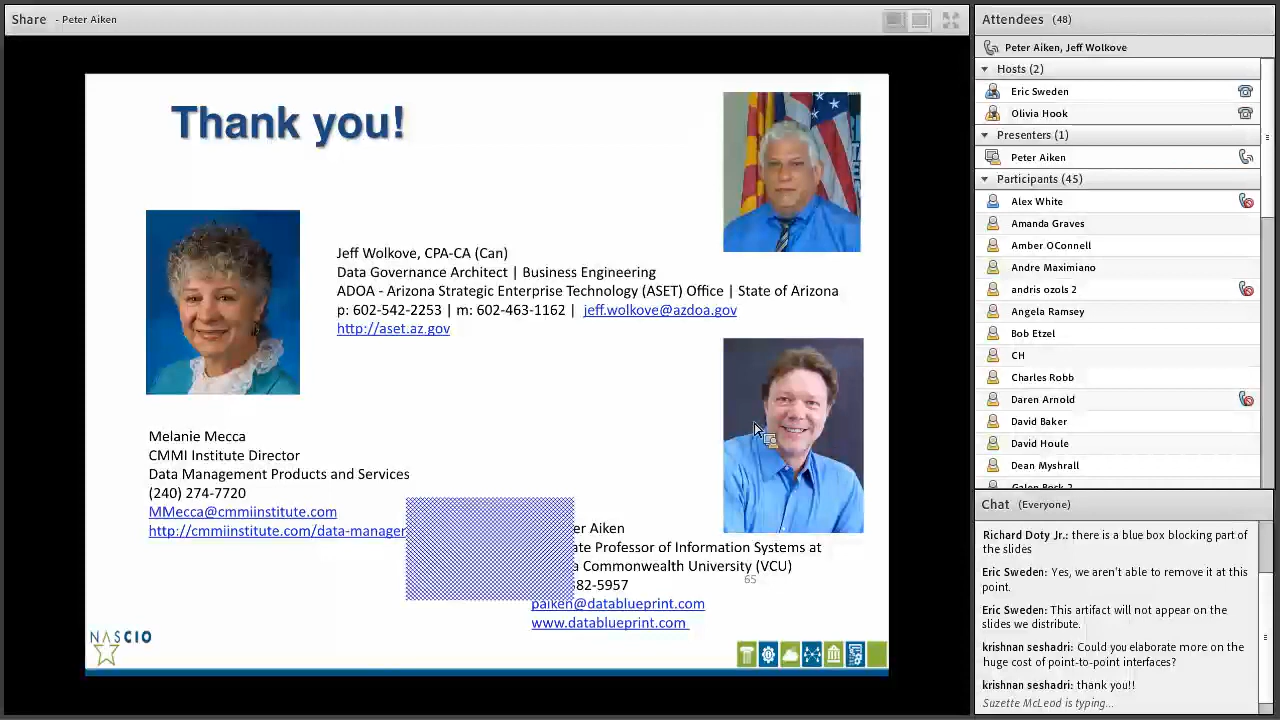 Share - Peter Aiken
Thank you!
Jeff Wolkove, CPA-CA (Can)
Data Governance Architect | Business Engineering
ADOA - Arizona Strategic Enterprise Technology (ASET) Office | State of Arizona
p: 602-542-2253 | m: 602-463-1162 | jeff.wolkove@azdoa.gov
http://aset.az.gov
Melanie Mecca
CMMI Institute Director
Data Management Products and Services
(240) 274-7720
MMecca@cmmiinstitute.com
http://cmmiinstitute.com/data-manager
er Aiken
ate Professor of Information Systems at
a Commonwealth University (VCU)
382-5957
65
paiken@datablueprint.com
www.datablueprint.com
NASCIO
Attendees (48)
Peter Aiken, Jeff Wolkove
Hosts (2)
Eric Sweden
Olivia Hook
Presenters (1)
Peter Aiken
Participants (45)
Alex White
Amanda Graves
Amber OConnell
Andre Maximiano
andris ozols 2
Angela Ramsey
Bob Etzel
CH
Charles Robb
Daren Arnold
David Baker
David Houle
Dean Myshrall
Chat (Everyone)
Richard Doty Jr.: there is a blue box blocking part of
the slides
Eric Sweden: Yes, we aren't able to remove it at this
point.
Eric Sweden: This artifact will not appear on the
slides we distribute.
krishnan seshadri: Could you elaborate more on the
huge cost of point-to-point interfaces?
krishnan seshadri: thank you!!
Suzette McLeod is typing...